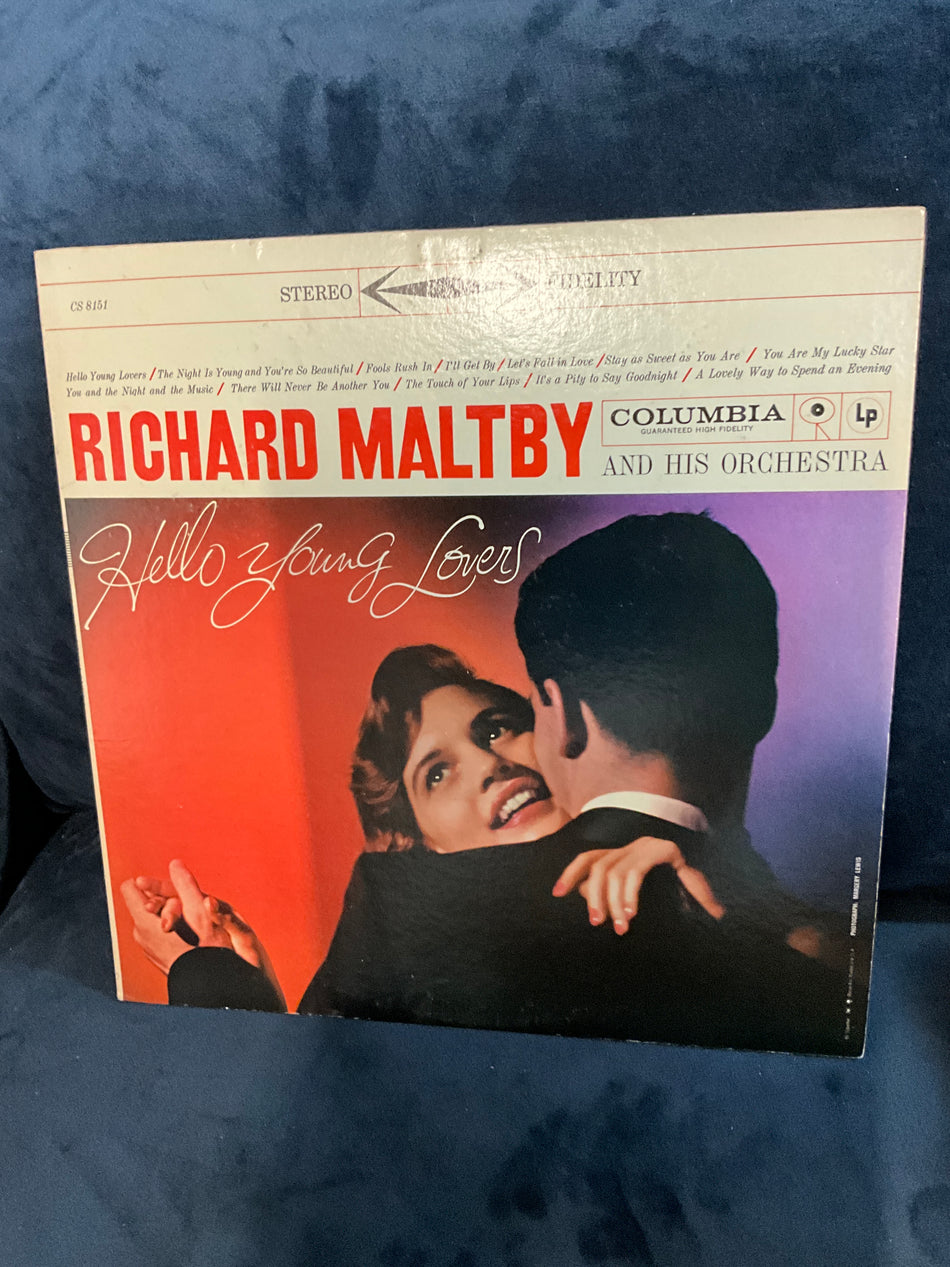 CS 8151
STEREO FIDELITY
Hello Young Lovers / The Night Is Young and You're So Beautiful / Fools Rush In / I'll Get By / Let's Fall in Love / Stay as Sweet as You Are / You Are My Lucky Star
You and the Night and the Music / There Will Never Be Another You / The Touch of Your Lips / It's a Pity to Say Goodnight / A Lovely Way to Spend an Evening
RICHARD MALTBY
COLUMBIA
GUARANTEED HIGH FIDELITY
Lp
AND HIS ORCHESTRA
Hello Young Lovers
PHOTOGRAPH: MARGERY LEWIS